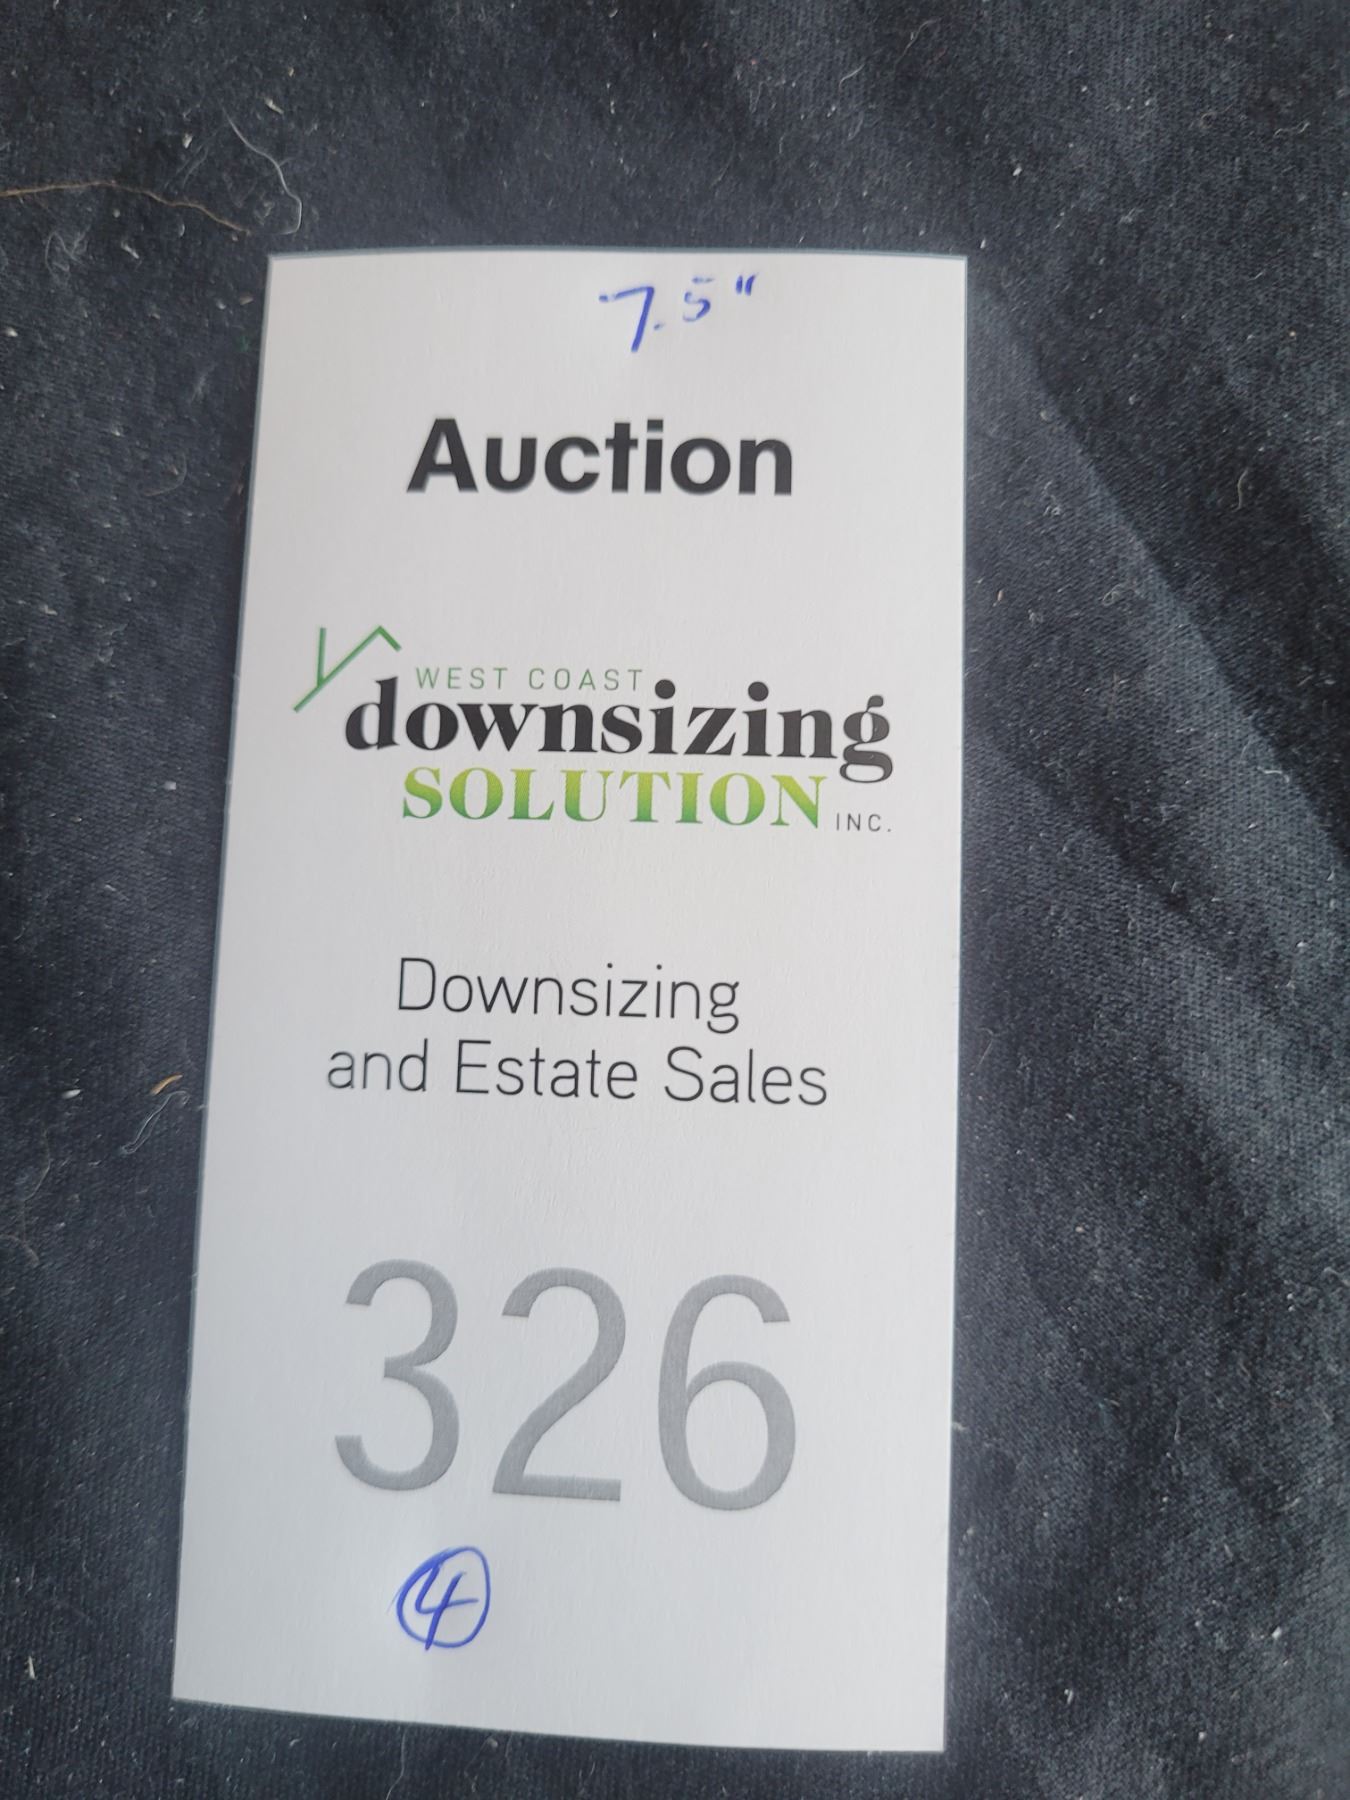 7.5"
Auction
WEST COAST
downsizing
SOLUTION INC.
Downsizing
and Estate Sales
326
4